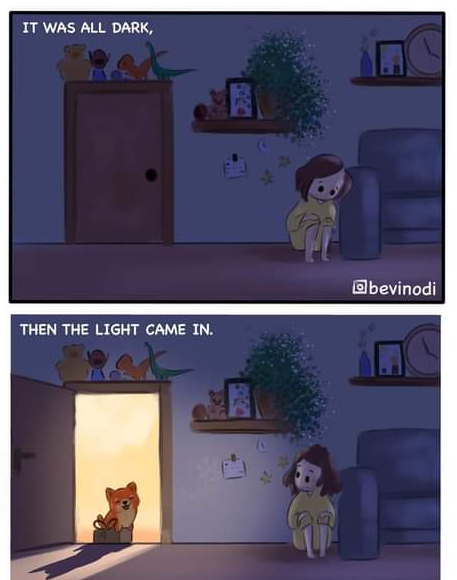 IT WAS ALL DARK,
@bevinodi
THEN THE LIGHT CAME IN.